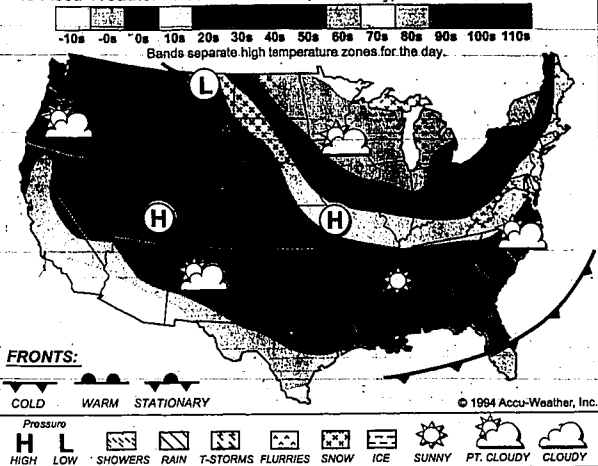 -10s -0s 0s 10s 20s 30s 40s 50s 60s 70s 80s 90s 100s 110s
Bands separate high temperature zones for the day.
L
H
H
FRONTS:
COLD WARM STATIONARY
© 1994 Accu-Weather, Inc.
Pressure
H L
HIGH LOW SHOWERS RAIN T-STORMS FLURRIES SNOW ICE SUNNY PT. CLOUDY CLOUDY